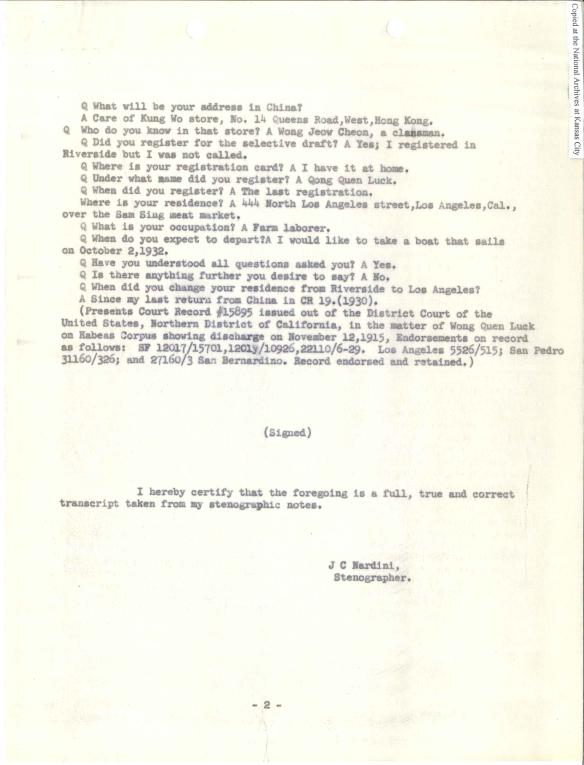 Copied at the National Archives at Kansas City
Q What will be your address in China?
A Care of Kung Wo store, No. 14 Queens Road,West,Hong Kong.
Q Who do you know in that store? A Wong Jeow Cheon, a clansman.
Q Did you register for the selective draft? A Yes; I registered in
Riverside but I was not called.
Q Where is your registration card? A I have it at home.
Q Under what name did you register? A Qong Quen Luck.
Q When did you register? A The last registration.
Where is your residence? A 444 North Los Angeles street,Los Angeles,Cal.,
over the Sam Sing meat market.
Q What is your occupation? A Farm laborer.
Q When do you expect to depart?A I would like to take a boat that sails
on October 2,1932.
Q Have you understood all questions asked you? A Yes.
Q Is there anything further you desire to say? A No.
Q When did you change your residence from Riverside to Los Angeles?
A Since my last return from China in CR 19.(1930).
(Presents Court Record #15895 issued out of the District Court of the
United States, Northern District of California, in the matter of Wong Quen Luck
on Habeas Corpus showing discharge on November 12,1915, Endorsements on record
as follows: SF 12017/15701,12019/10926,22110/6-29. Los Angeles 5526/515; San Pedro
31160/326; and 27160/3 San Bernardino. Record endorsed and retained.)
(Signed)
I hereby certify that the foregoing is a full, true and correct
transcript taken from my stenographic notes.
J C Nardini,
Stenographer.
- 2 -